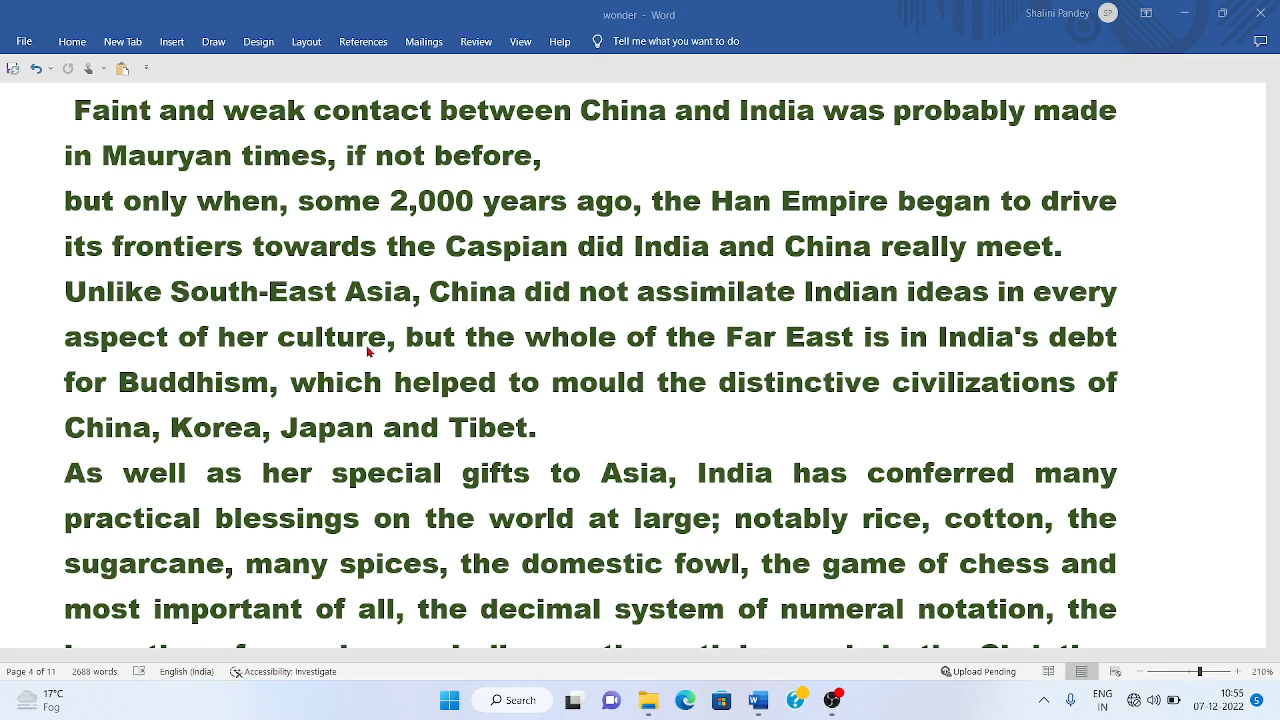 wonder - Word
Shalini Pandey SP
File Home New Tab Insert Draw Design Layout References Mailings Review View Help Tell me what you want to do
Faint and weak contact between China and India was probably made
in Mauryan times, if not before,
but only when, some 2,000 years ago, the Han Empire began to drive
its frontiers towards the Caspian did India and China really meet.
Unlike South-East Asia, China did not assimilate Indian ideas in every
aspect of her culture, but the whole of the Far East is in India's debt
for Buddhism, which helped to mould the distinctive civilizations of
China, Korea, Japan and Tibet.
As well as her special gifts to Asia, India has conferred many
practical blessings on the world at large; notably rice, cotton, the
sugarcane, many spices, the domestic fowl, the game of chess and
most important of all, the decimal system of numeral notation, the
Page 4 of 11 2688 words English (India) Accessibility: Investigate Upload Pending 210%
17°C
Fog
Search
ENG
IN
10:55
07-12-2022
5